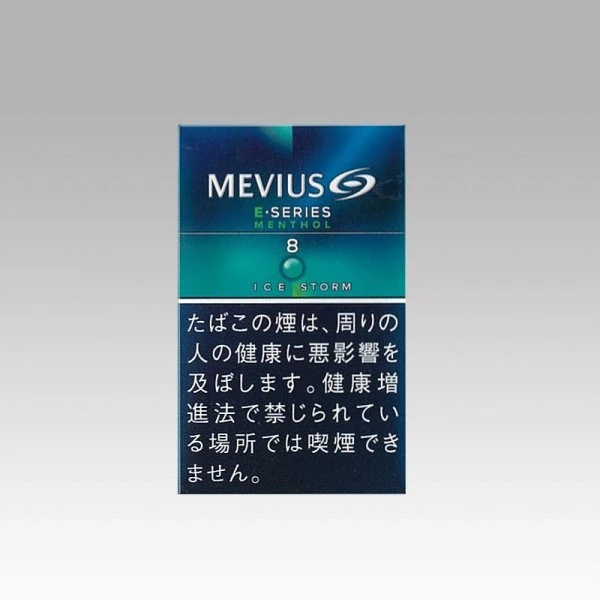 MEVIUS
E·SERIES
MENTHOL
8
ICE STORM
たばこの煙は、周りの
人の健康に悪影響を
及ぼします。健康増
進法で禁じられてい
る場所では喫煙でき
ません。